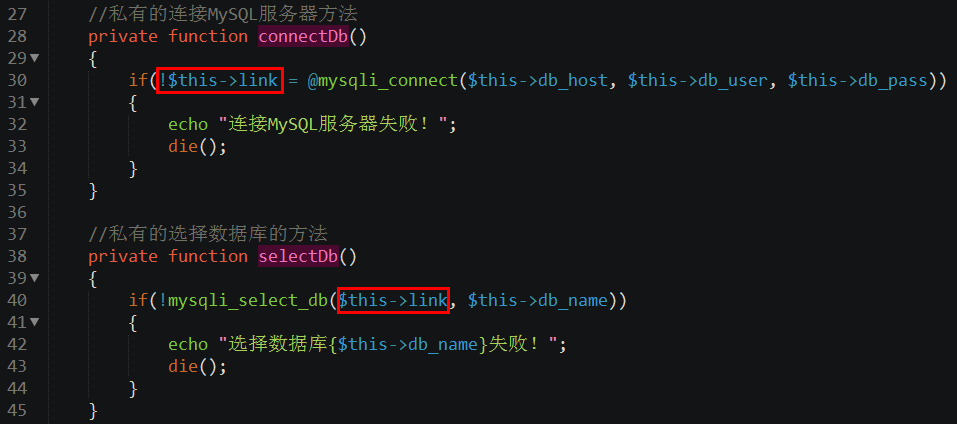 27 //私有的连接MySQL服务器方法
28 private function connectDb()
29 {
30 if(!$this->link = @mysqli_connect($this->db_host, $this->db_user, $this->db_pass))
31 {
32 echo "连接MySQL服务器失败！";
33 die();
34 }
35 }
36
37 //私有的选择数据库的方法
38 private function selectDb()
39 {
40 if(!mysqli_select_db($this->link, $this->db_name))
41 {
42 echo "选择数据库{$this->db_name}失败！";
43 die();
44 }
45 }